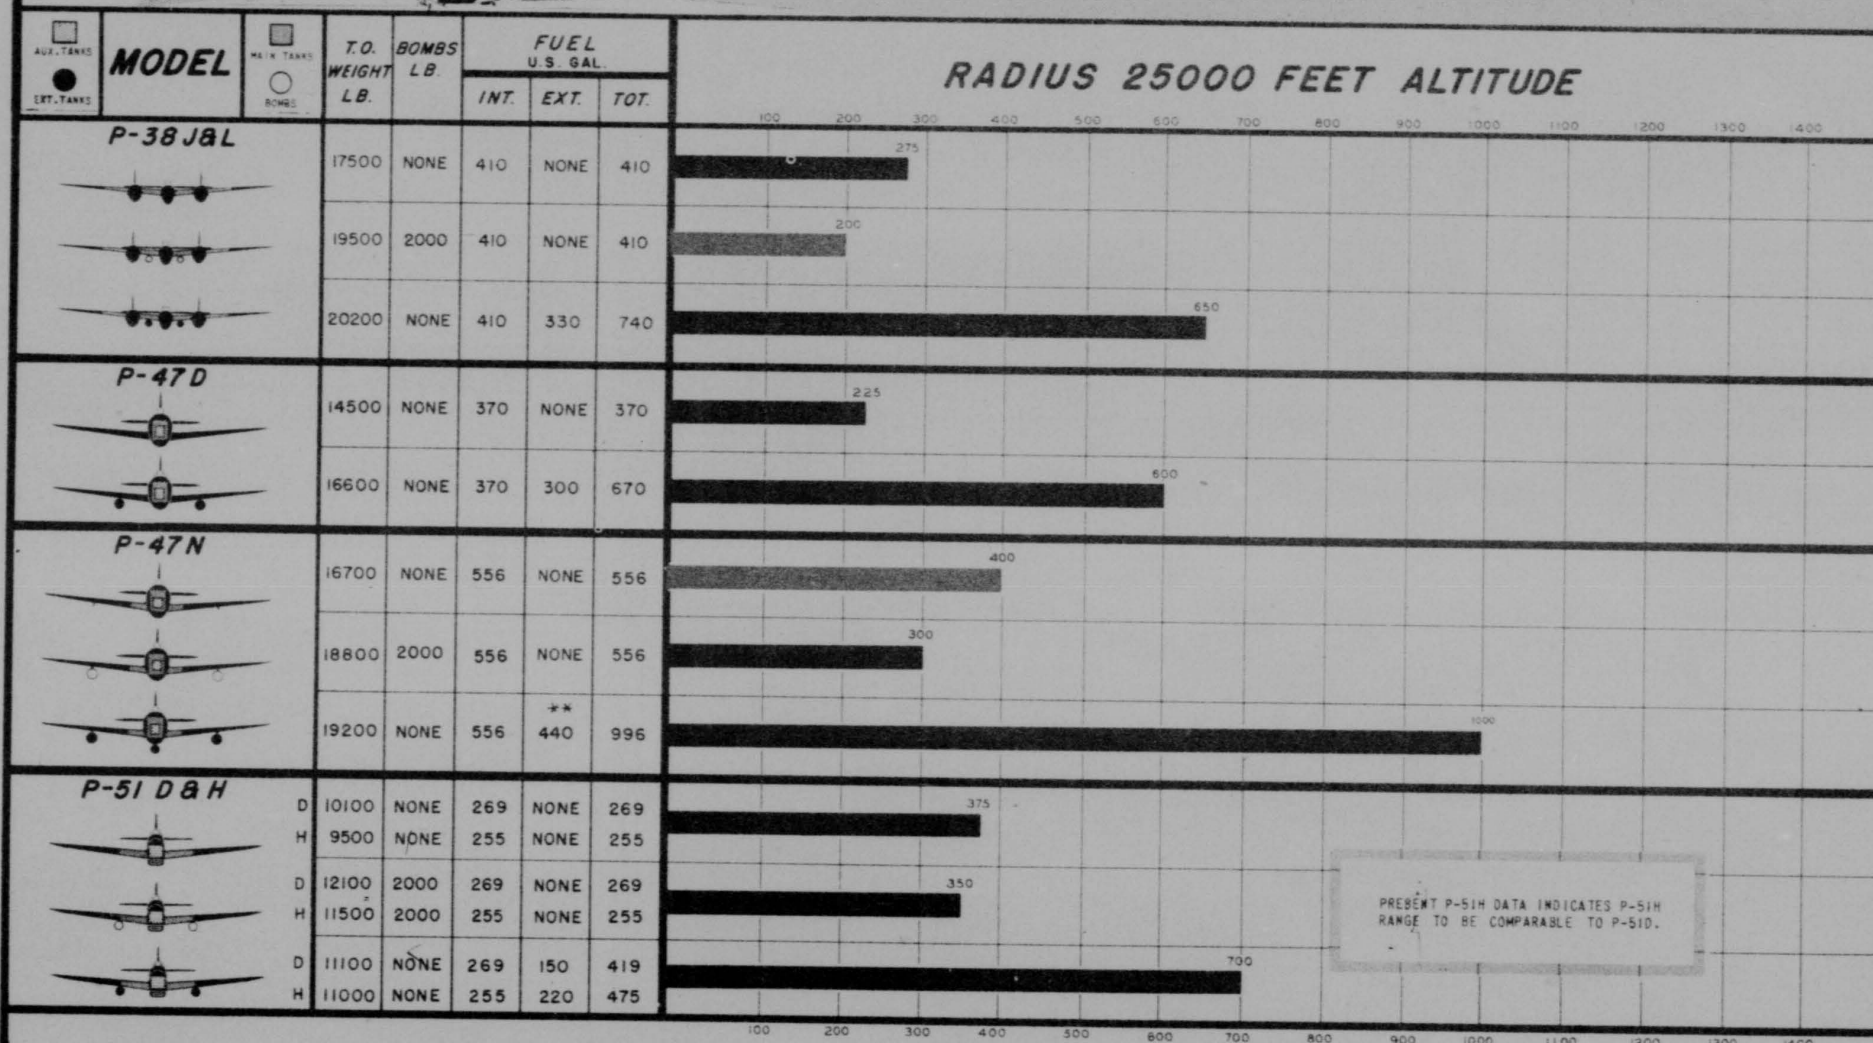 AUX. TANKS
EXT. TANKS
MODEL
MAIN TANKS
BOMBS
T.O. WEIGHT LB.
BOMBS LB.
FUEL
U.S. GAL.
INT. EXT. TOT.
RADIUS 25000 FEET ALTITUDE
100 200 300 400 500 600 700 800 900 1000 1100 1200 1300 1400
P-38 J&L
17500 NONE 410 NONE 410 275
19500 2000 410 NONE 410 200
20200 NONE 410 330 740 650
P-47D
14500 NONE 370 NONE 370 225
16600 NONE 370 300 670 600
P-47N
16700 NONE 556 NONE 556 400
18800 2000 556 NONE 556 300
**
19200 NONE 556 440 996 1000
P-51 D&H
D 10100 NONE 269 NONE 269 375
H 9500 NONE 255 NONE 255
D 12100 2000 269 NONE 269 350
H 11500 2000 255 NONE 255
PRESENT P-51H DATA INDICATES P-51H
RANGE TO BE COMPARABLE TO P-51D.
D 11100 NONE 269 150 419 700
H 11000 NONE 255 220 475
100 200 300 400 500 600 700 800 900 1000 1100 1200 1300 1400